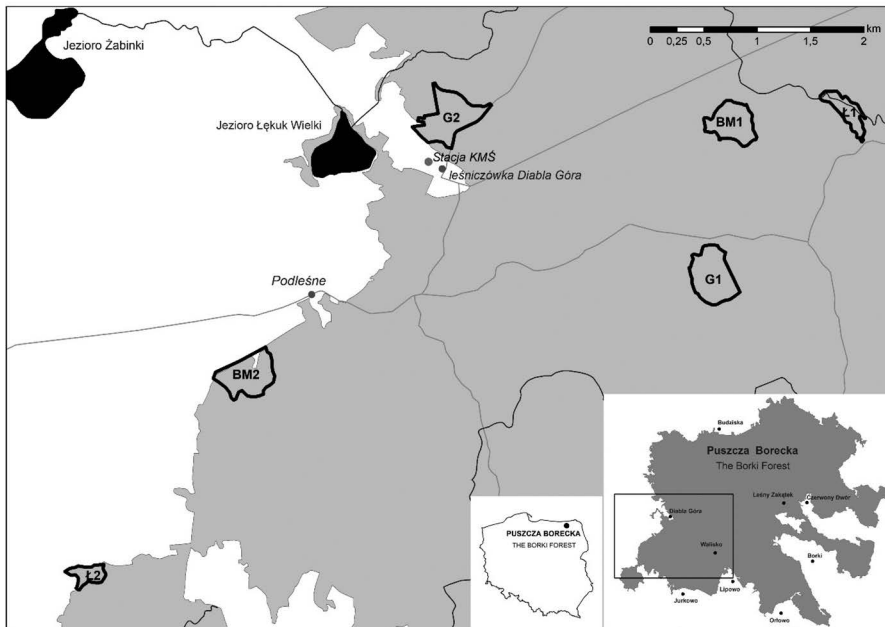 Jezioro Żabinki
km
0 0,25 0,5 1 1,5 2
Jezioro Łękuk Wielki
G2
BM1
Ł1
Stacja KMŚ
leśniczówka Diabla Góra
Podleśne
G1
BM2
Ł2
PUSZCZA BORECKA
THE BORKI FOREST
Budziska
Puszcza Borecka
The Borki Forest
Leśny Zakątek
Czerwony Dwór
Diabla Góra
Walisko
Borki
Lipowo
Jurkowo
Orłowo